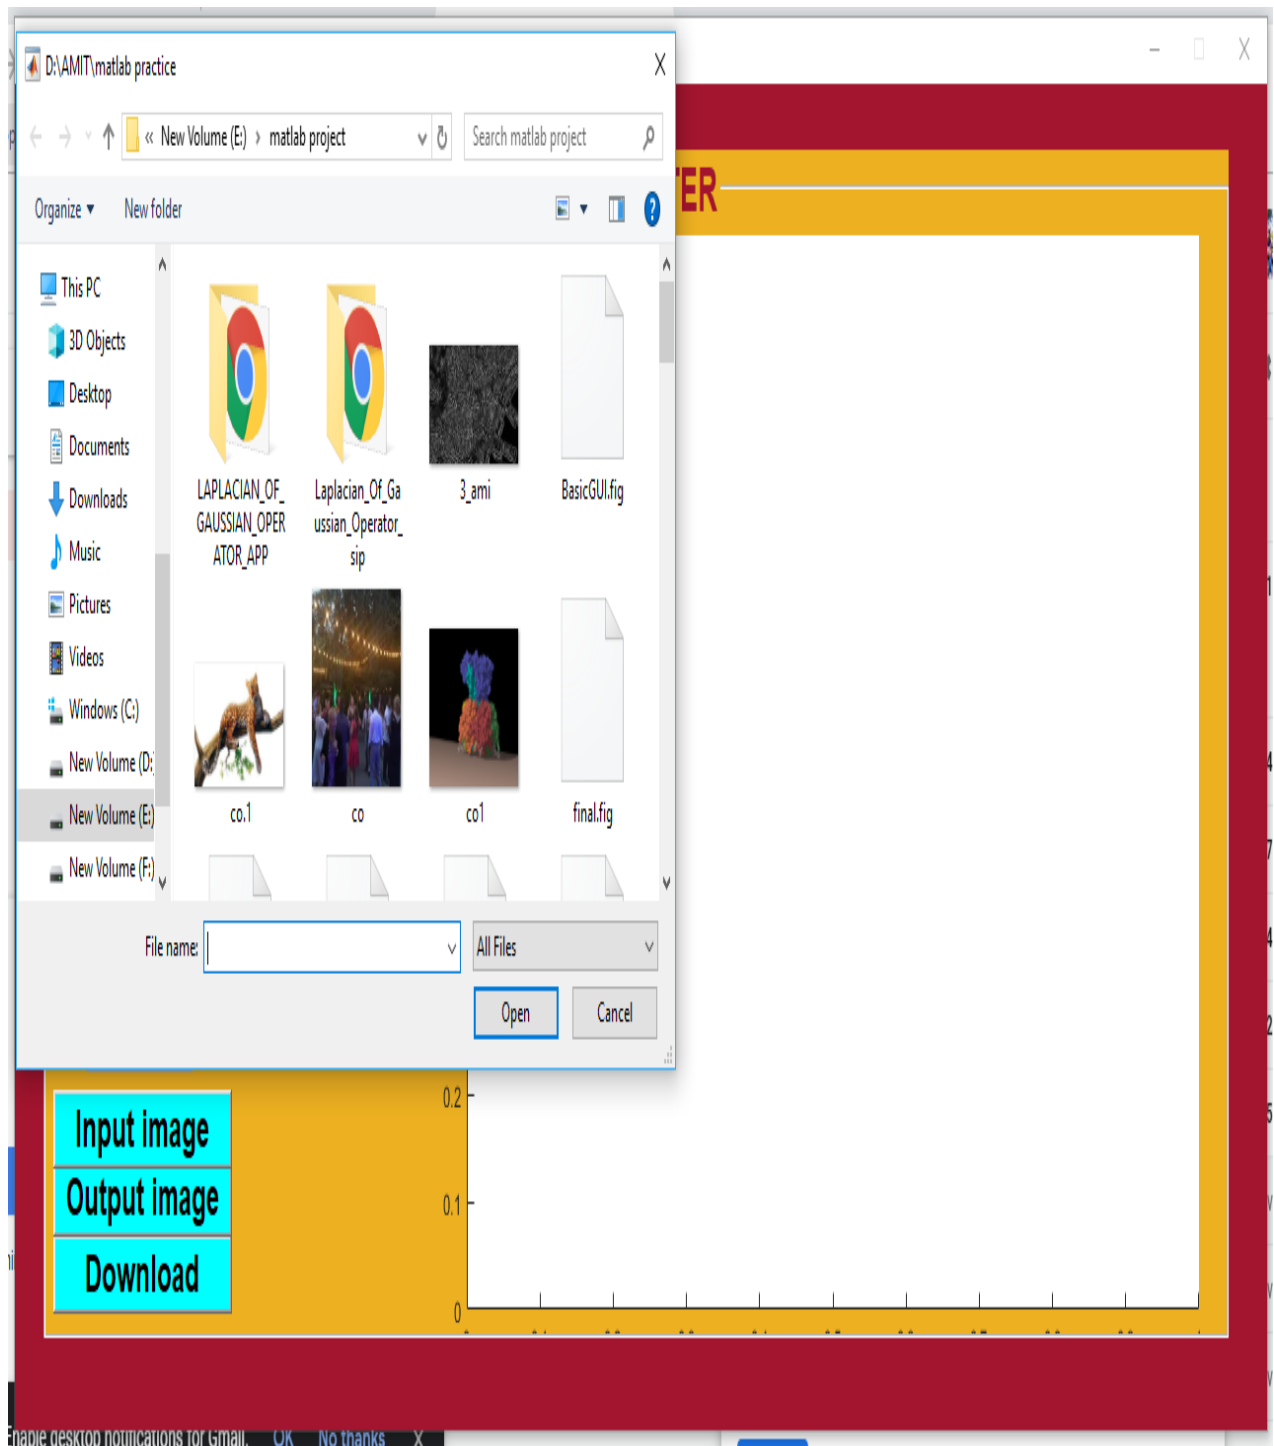 D:\AMIT\matlab practice
« New Volume (E:) > matlab project
Search matlab project
Organize
New folder
ER
This PC
3D Objects
Desktop
Documents
Downloads
Music
Pictures
Videos
Windows (C:)
New Volume (D:
New Volume (E:)
New Volume (F:)
LAPLACIAN_OF_
GAUSSIAN_OPER
ATOR_APP
Laplacian_Of_Ga
ussian_Operator_
sip
3_ami
BasicGUI.fig
co.1
co
co1
final.fig
File name:
All Files
Open
Cancel
Input image
Output image
Download
0.2
0.1
0
Enable desktop notifications for Gmail. OK No thanks X